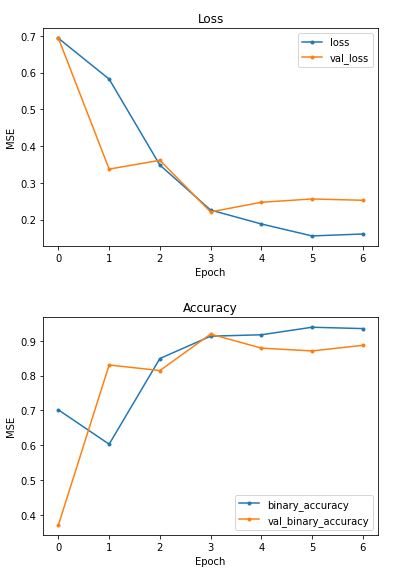 Loss
0.7
0.6
0.5
0.4
0.3
0.2
MSE
loss
val_loss
0 1 2 3 4 5 6
Epoch
Accuracy
0.9
0.8
0.7
0.6
0.5
0.4
MSE
binary_accuracy
val_binary_accuracy
0 1 2 3 4 5 6
Epoch